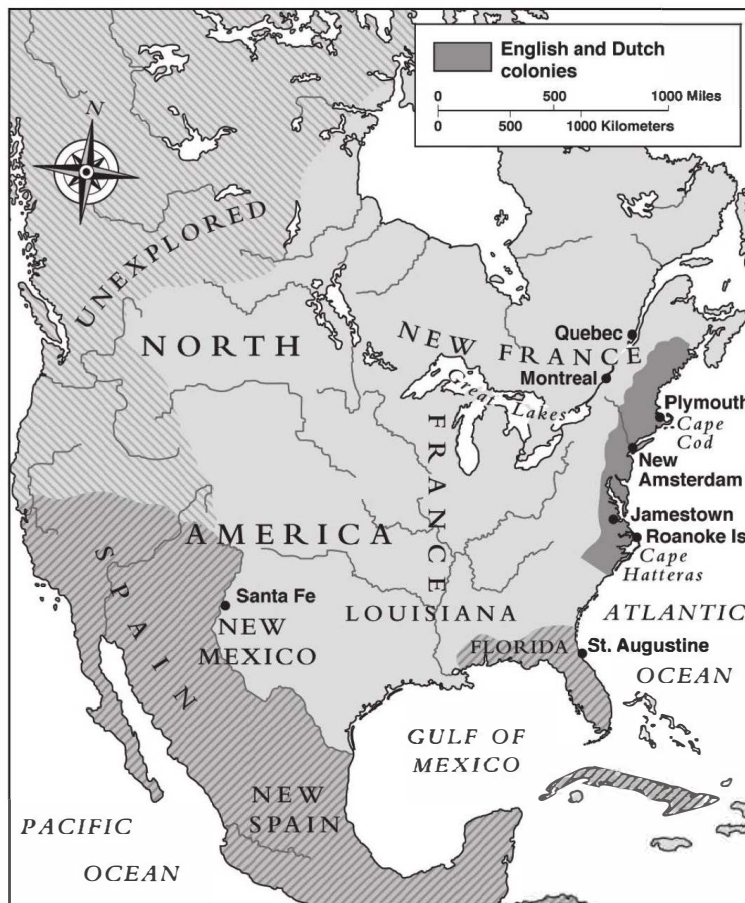 English and Dutch
colonies
0 500 1000 Miles
0 500 1000 Kilometers
N
UNEXPLORED
NORTH
AMERICA
NEW FRANCE
Quebec
Montreal
Great Lakes
Plymouth
Cape
Cod
New
Amsterdam
Jamestown
Roanoke Is
Cape
Hatteras
FRANCE
SPAIN
Santa Fe
NEW
MEXICO
LOUISIANA
FLORIDA
St. Augustine
ATLANTIC
OCEAN
GULF OF
MEXICO
NEW
SPAIN
PACIFIC
OCEAN